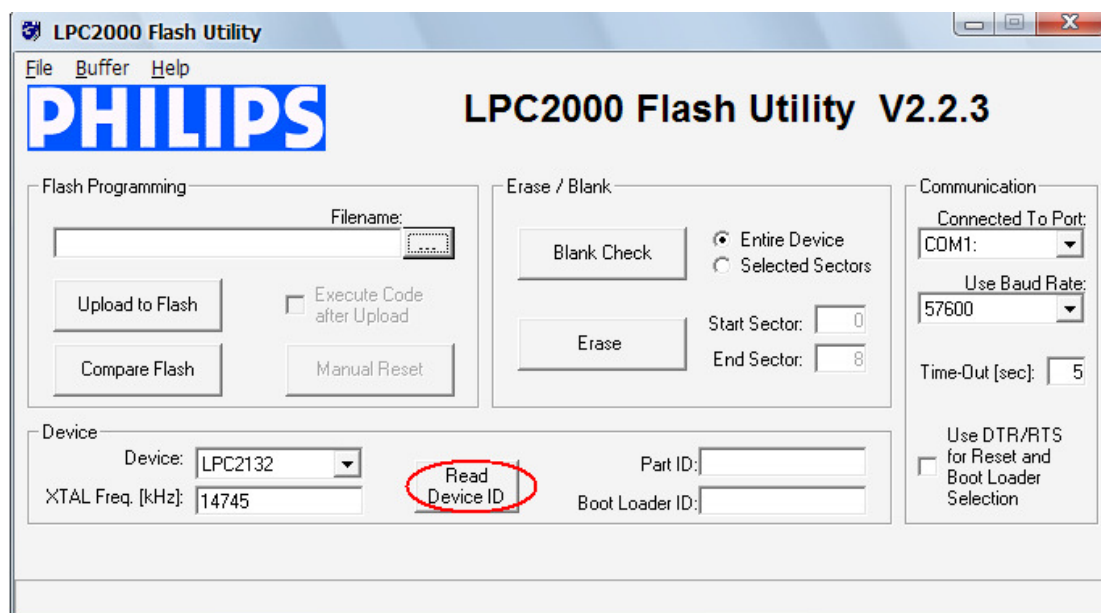 LPC2000 Flash Utility
File Buffer Help
PHILIPS
LPC2000 Flash Utility V2.2.3
Flash Programming
Filename:
...
Upload to Flash
Execute Code
after Upload
Compare Flash
Manual Reset
Erase / Blank
Blank Check
Entire Device
Selected Sectors
Erase
Start Sector: 0
End Sector: 8
Communication
Connected To Port:
COM1:
Use Baud Rate:
57600
Time-Out [sec]: 5
Use DTR/RTS
for Reset and
Boot Loader
Selection
Device
Device: LPC2132
XTAL Freq. [kHz]: 14745
Read
Device ID
Part ID:
Boot Loader ID: